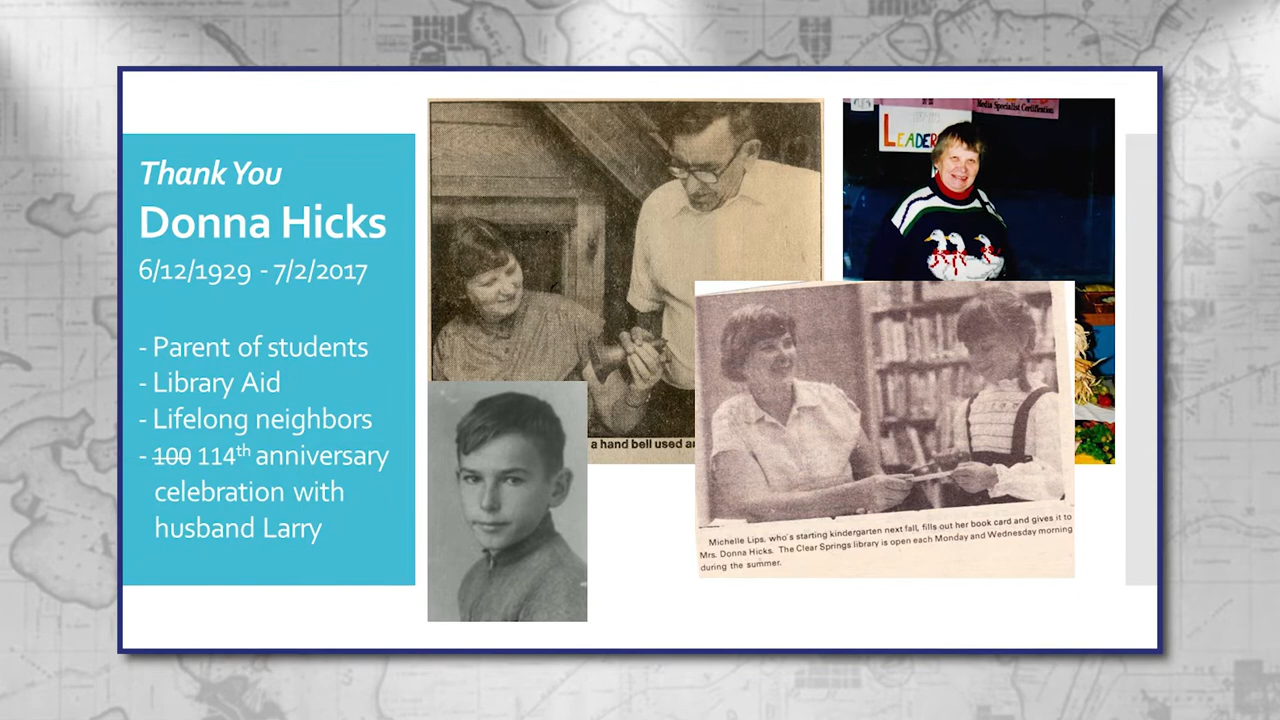 Thank You
Donna Hicks
6/12/1929 - 7/2/2017
- Parent of students
- Library Aid
- Lifelong neighbors
- 100 114th anniversary
celebration with
husband Larry
a hand bell used
Media Specialist Certification
LEADER
Michelle Lips, who's starting kindergarten next fall, fills out her book card and gives it to
Mrs. Donna Hicks. The Clear Springs library is open each Monday and Wednesday morning
during the summer.